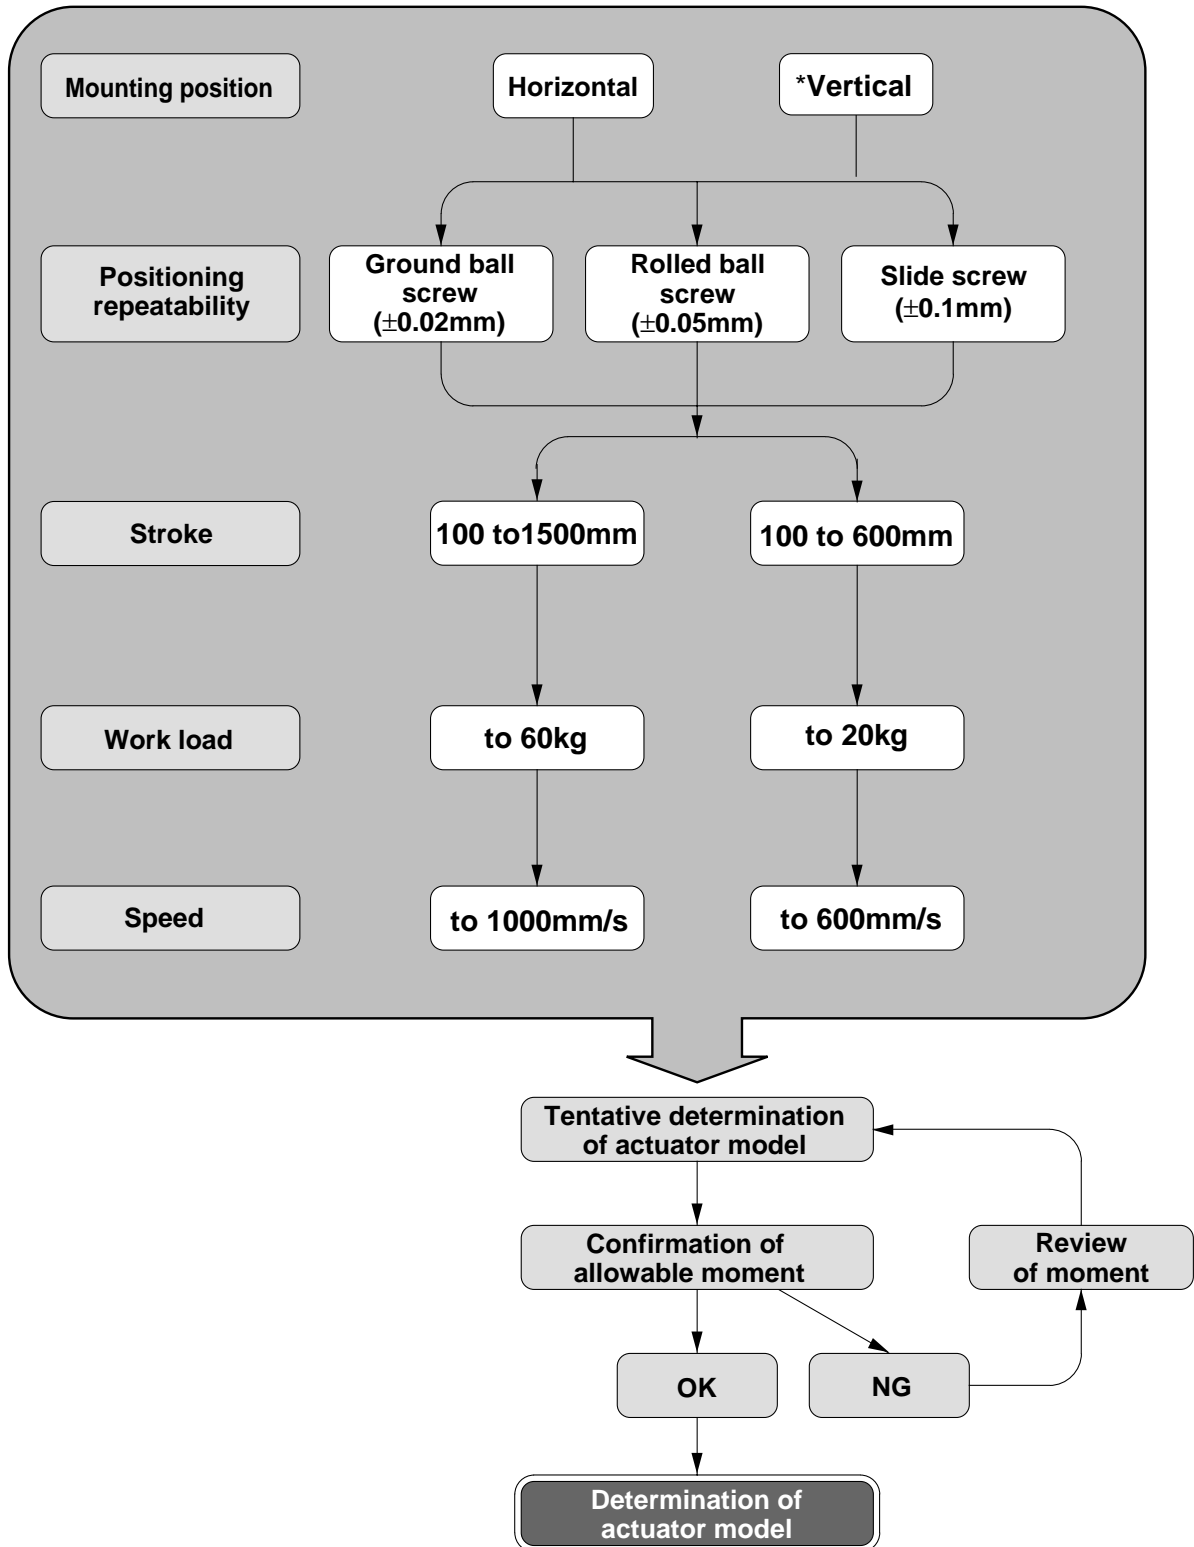 Mounting position
Horizontal
*Vertical
Positioning
repeatability
Ground ball
screw
(±0.02mm)
Rolled ball
screw
(±0.05mm)
Slide screw
(±0.1mm)
Stroke
100 to1500mm
100 to 600mm
Work load
to 60kg
to 20kg
Speed
to 1000mm/s
to 600mm/s
Tentative determination
of actuator model
Confirmation of
allowable moment
Review
of moment
OK
NG
Determination of
actuator model